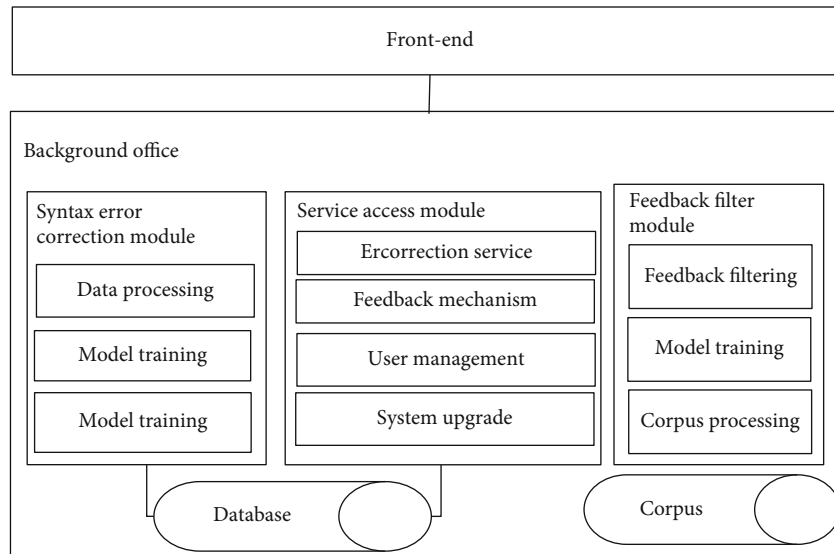 Front-end
Background office
Syntax error
correction module
Data processing
Model training
Model training
Service access module
Ercorrection service
Feedback mechanism
User management
System upgrade
Feedback filter
module
Feedback filtering
Model training
Corpus processing
Database
Corpus